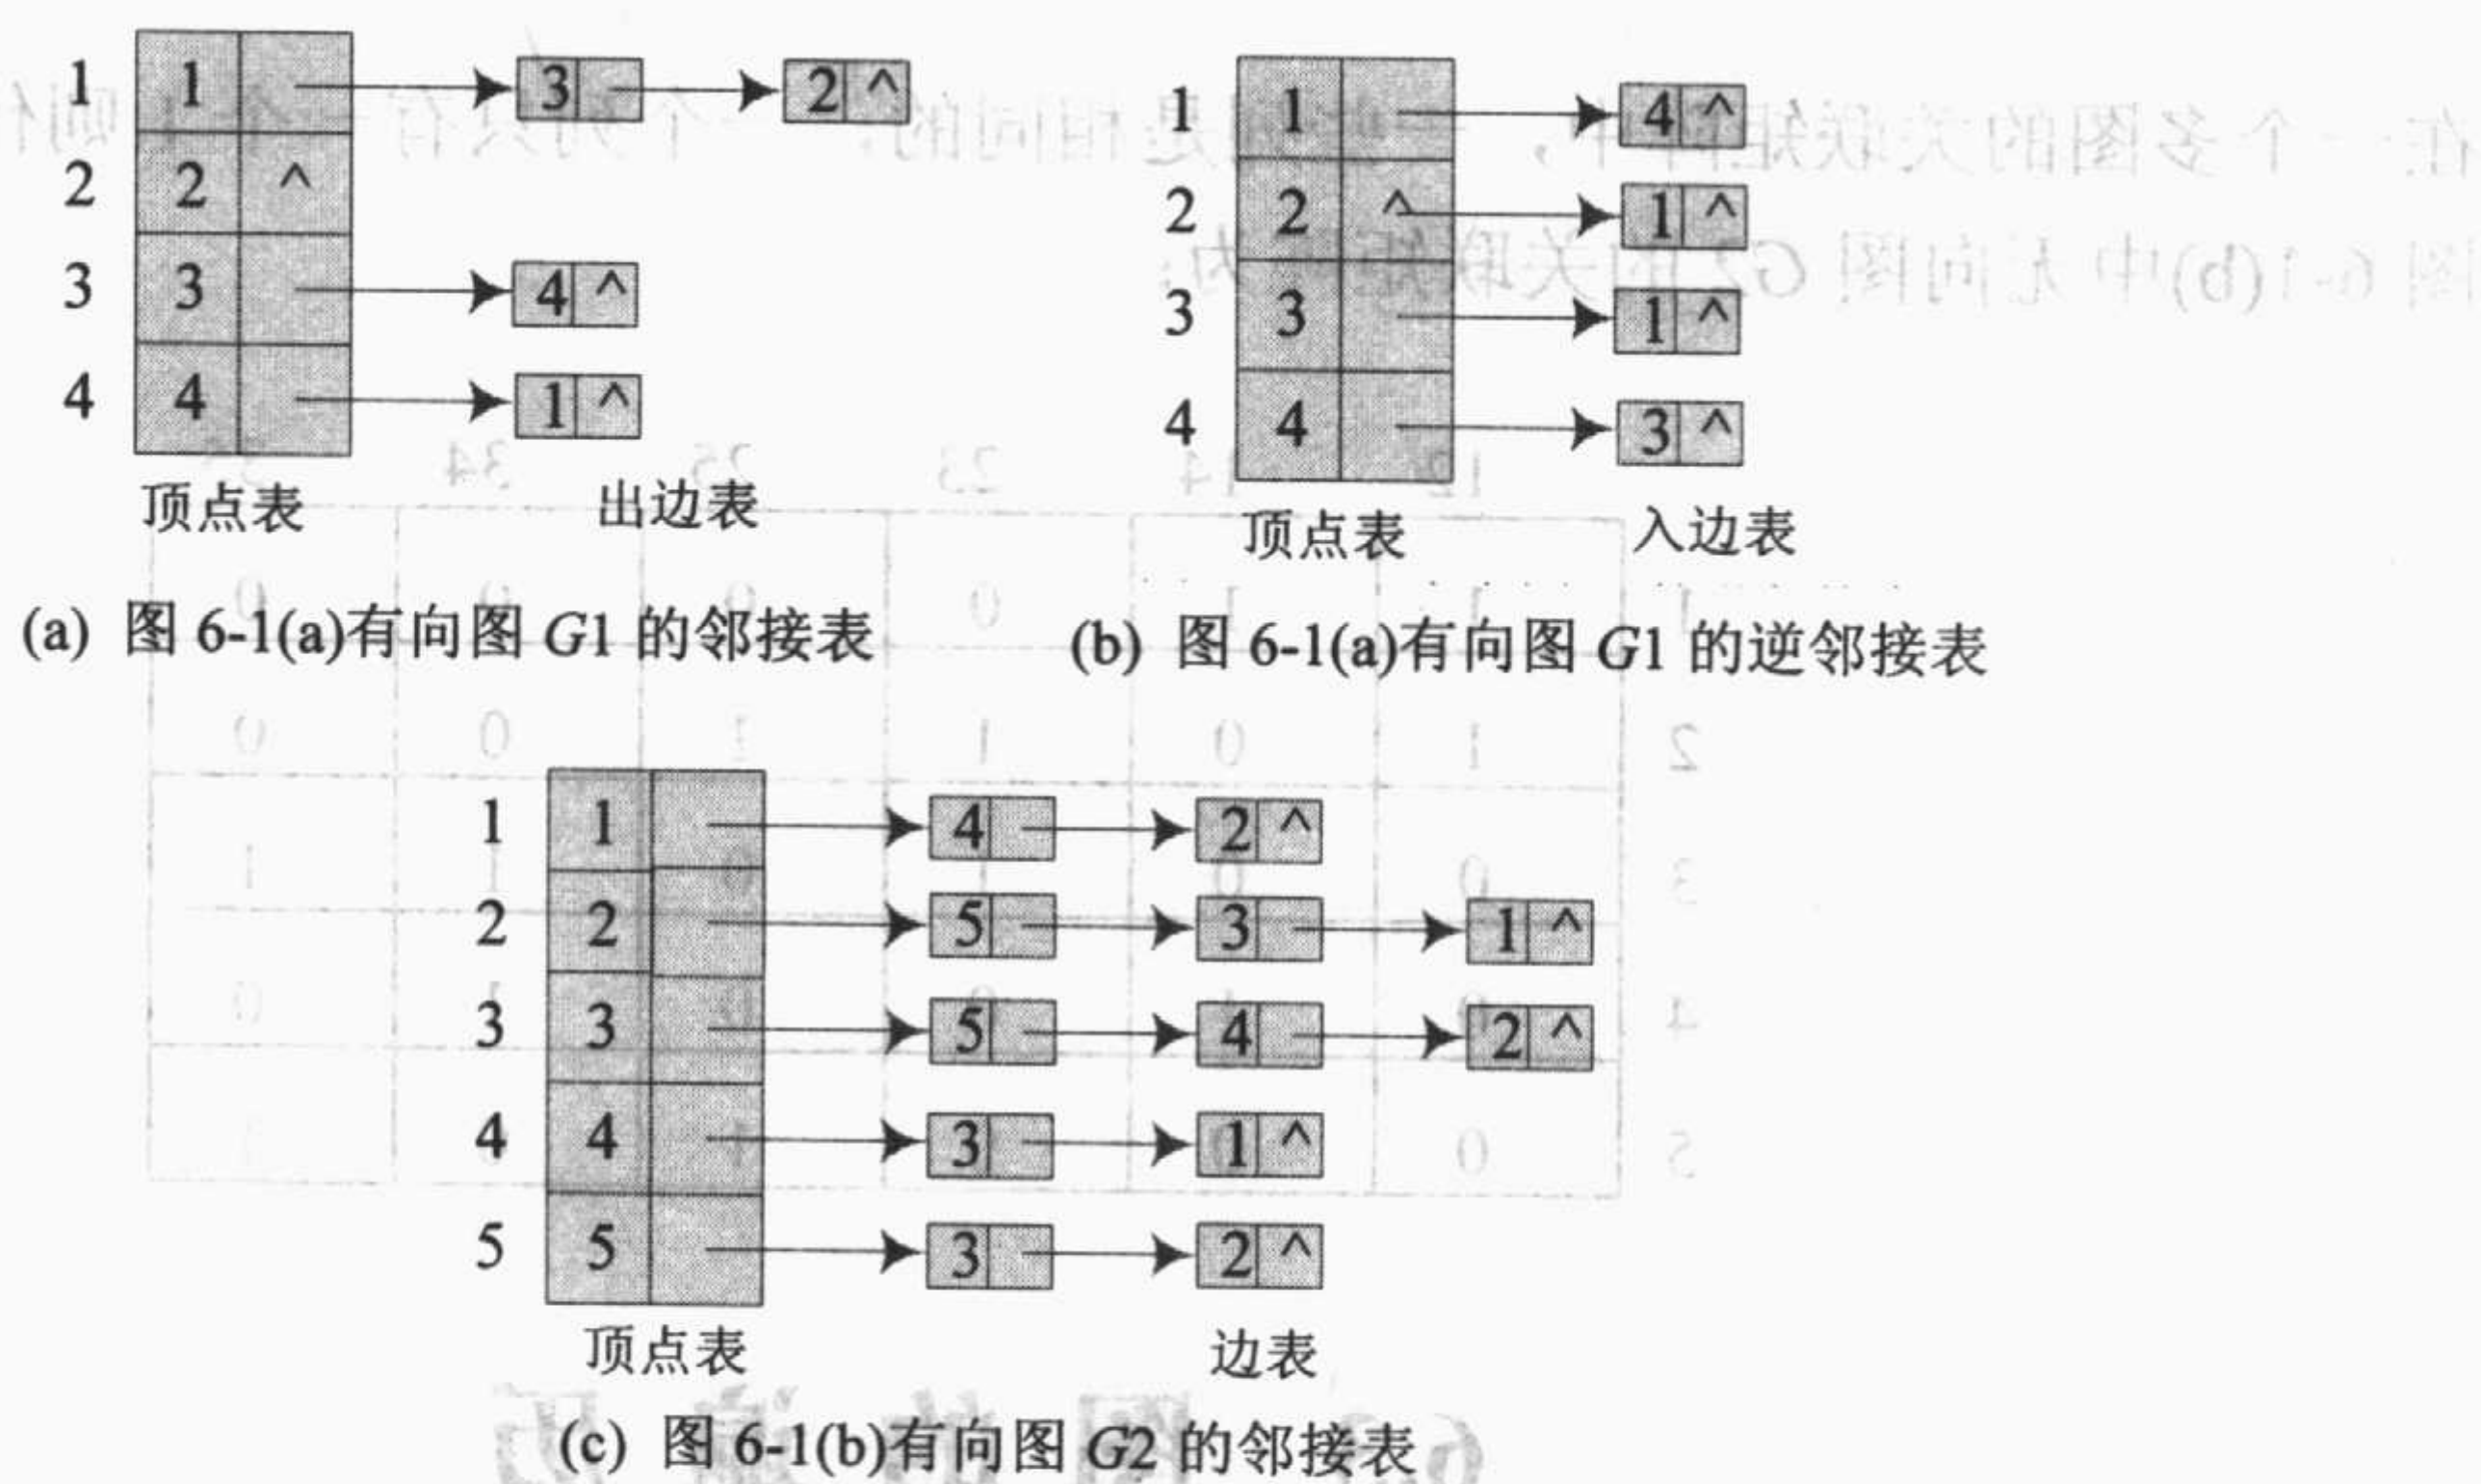 1 1 3 2 ^
2 2 ^
3 3 4 ^
4 4 1 ^
顶点表 出边表
(a) 图 6-1(a)有向图 G1 的邻接表
1 1 4 ^
2 2 ^ 1 ^
3 3 1 ^
4 4 3 ^
顶点表 入边表
(b) 图 6-1(a)有向图 G1 的逆邻接表
1 1 4 2 ^
2 2 5 3 1 ^
3 3 5 4 2 ^
4 4 3 1 ^
5 5 3 2 ^
顶点表 边表
(c) 图 6-1(b)有向图 G2 的邻接表